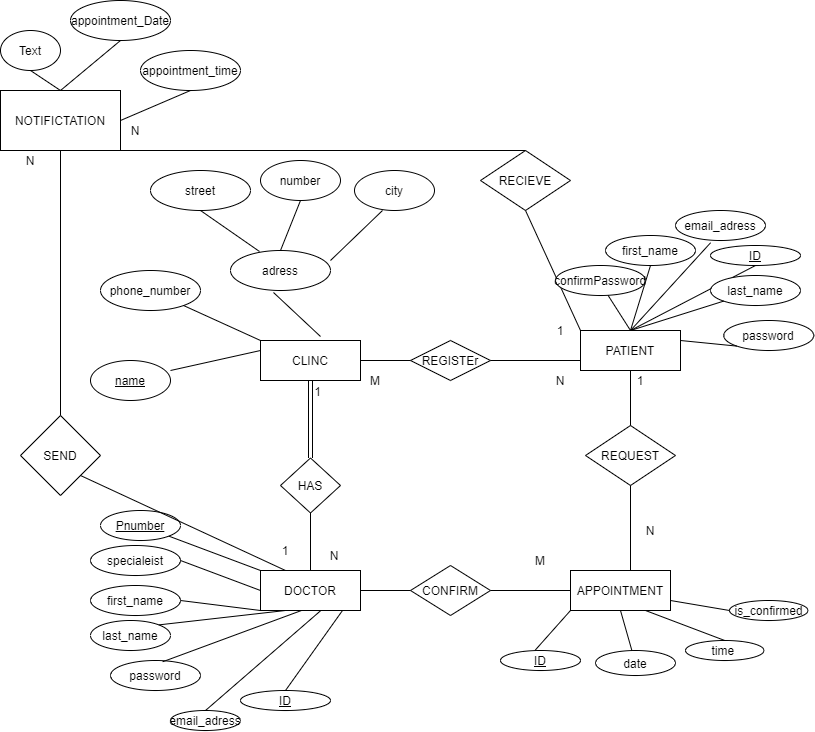 appointment_Date
Text
appointment_time
NOTIFICTATION
N
N
RECIEVE
street
number
city
adress
phone_number
name
CLINC
1
M
REGISTEr
N
1
email_adress
first_name
ID
confirmPassword
last_name
password
PATIENT
1
SEND
HAS
REQUEST
Pnumber
specialeist
first_name
last_name
password
email_adress
ID
1
N
DOCTOR
CONFIRM
M
N
APPOINTMENT
is_confirmed
time
date
ID